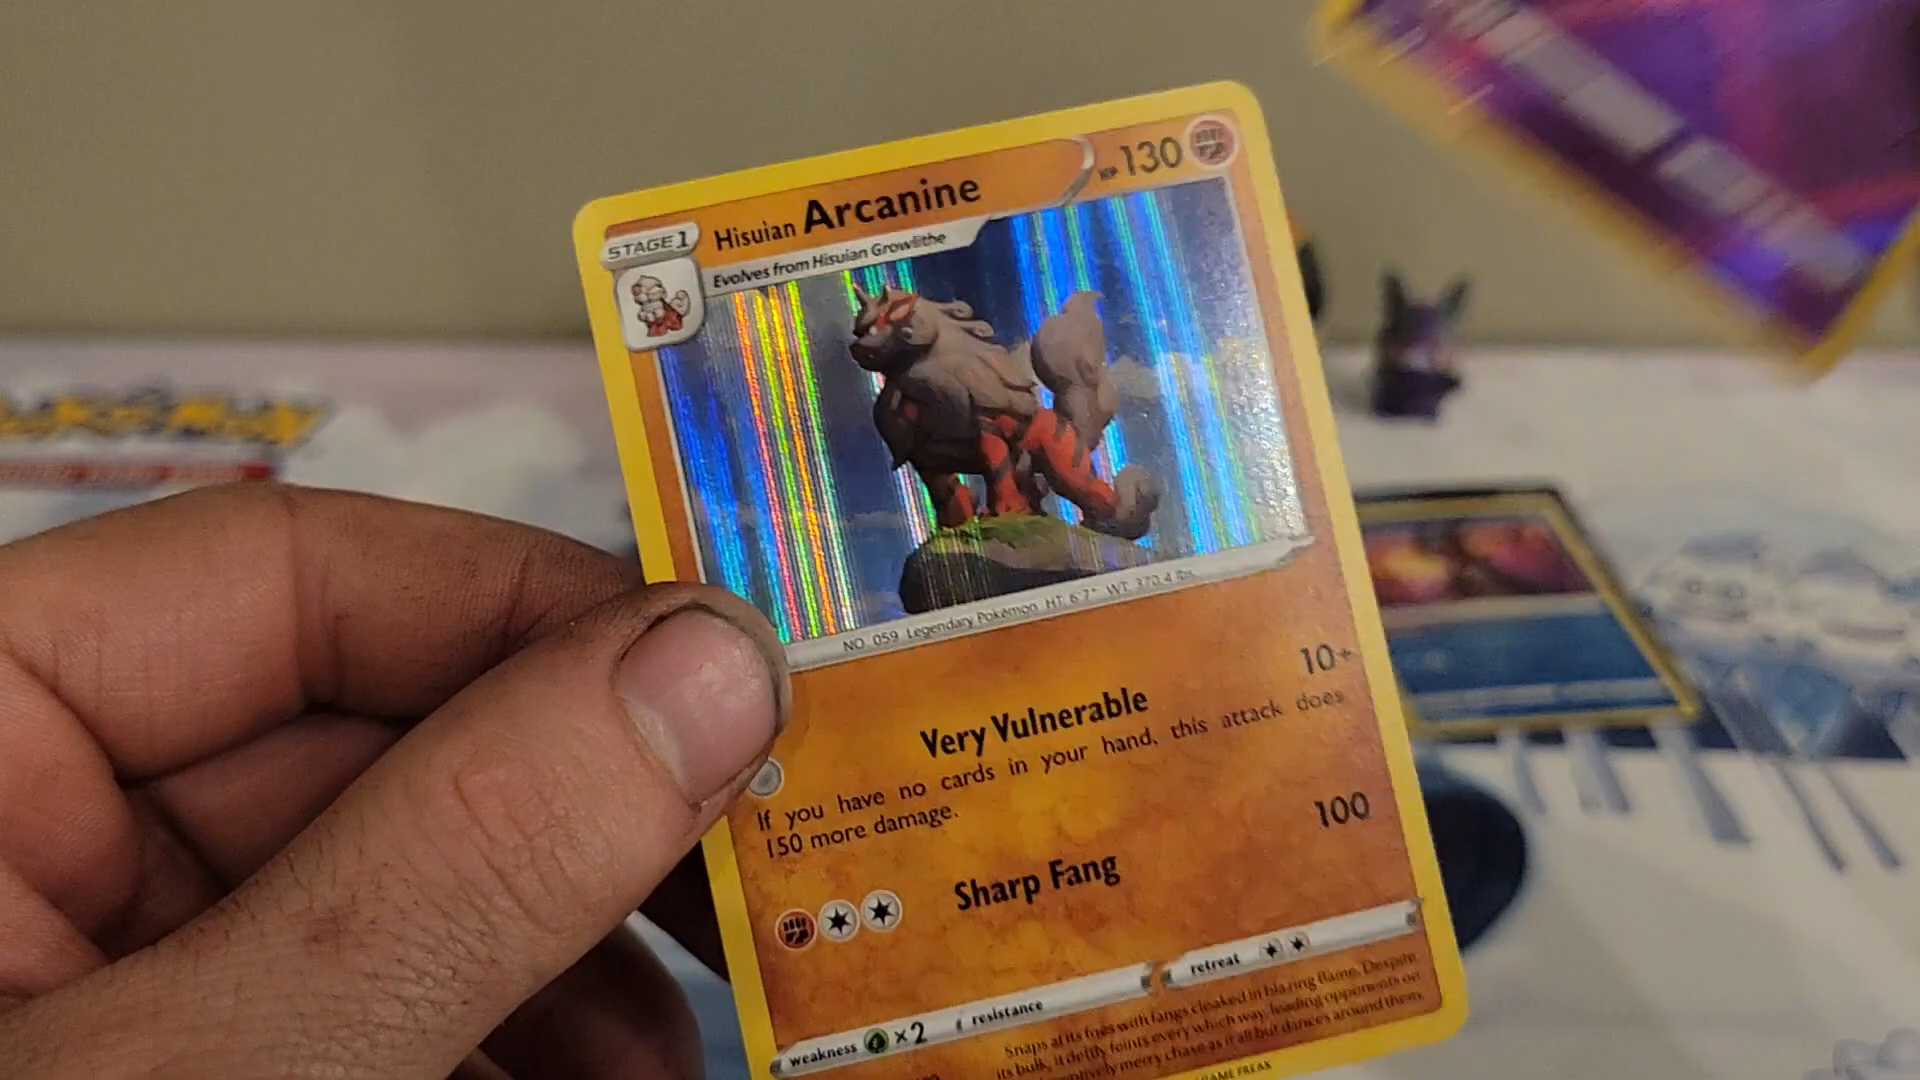 POKÉMON
STAGE 1
Hisuian Arcanine
HP 130
Evolves from Hisuian Growlithe
NO. 059 Legendary Pokémon HT: 6'7" WT: 370.4 lbs.
Very Vulnerable
10+
If you have no cards in your hand, this attack does
150 more damage.
Sharp Fang
100
weakness ×2
resistance
retreat
Snaps at its foes with fangs cloaked in blazing flame. Despite
its bulk, it deftly feints every which way, leading opponents on
merry chase as it all but dances around them.
GAME FREAK